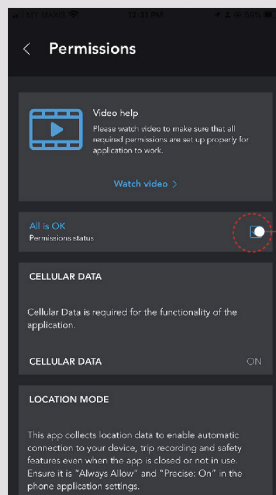 Permissions
Video help
Please watch video to make sure that all
required permissions are set up properly for
application to work.
Watch video >
All is OK
Permissions status
CELLULAR DATA
Cellular Data is required for the functionality of the
application.
CELLULAR DATA ON
LOCATION MODE
This app collects location data to enable automatic
connection to your device, trip recording and safety
features even when the app is closed or not in use.
Ensure it is "Always Allow" and "Precise: On" in the
phone application settings.